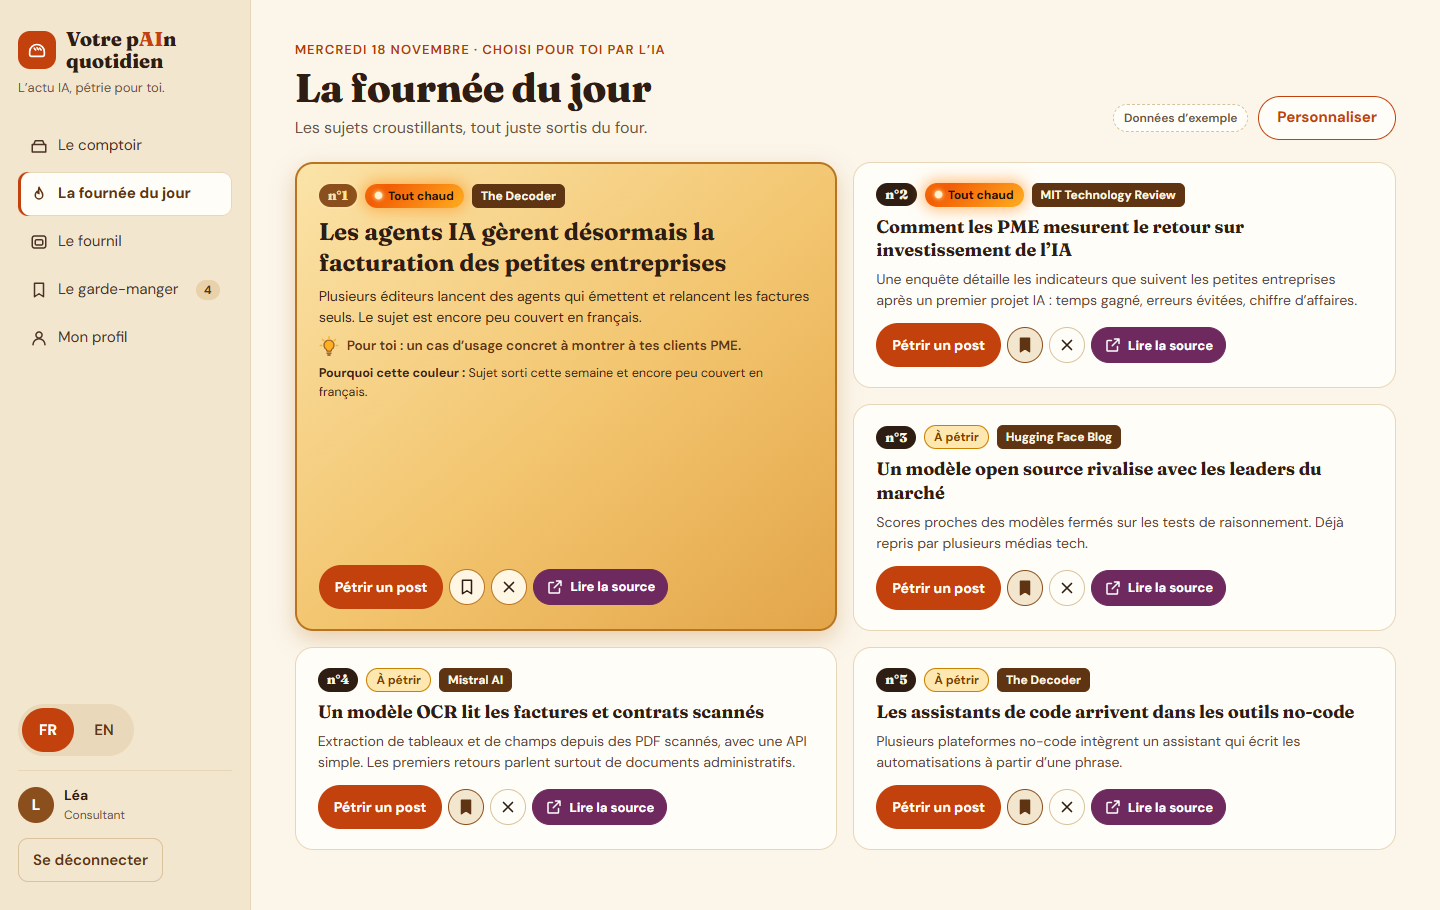 Votre pAIn
quotidien
L’actu IA, pétrie pour toi.
Le comptoir
La fournée du jour
Le fournil
Le garde-manger 4
Mon profil
FR EN
L
Léa
Consultant
Se déconnecter
MERCREDI 18 NOVEMBRE · CHOISI POUR TOI PAR L’IA
La fournée du jour
Les sujets croustillants, tout juste sortis du four.
Données d’exemple
Personnaliser
n°1 Tout chaud The Decoder
Les agents IA gèrent désormais la
facturation des petites entreprises
Plusieurs éditeurs lancent des agents qui émettent et relancent les factures
seuls. Le sujet est encore peu couvert en français.
Pour toi : un cas d’usage concret à montrer à tes clients PME.
Pourquoi cette couleur : Sujet sorti cette semaine et encore peu couvert en
français.
Pétrir un post Lire la source
n°2 Tout chaud MIT Technology Review
Comment les PME mesurent le retour sur
investissement de l’IA
Une enquête détaille les indicateurs que suivent les petites entreprises
après un premier projet IA : temps gagné, erreurs évitées, chiffre d’affaires.
Pétrir un post Lire la source
n°3 À pétrir Hugging Face Blog
Un modèle open source rivalise avec les leaders du
marché
Scores proches des modèles fermés sur les tests de raisonnement. Déjà
repris par plusieurs médias tech.
Pétrir un post Lire la source
n°4 À pétrir Mistral AI
Un modèle OCR lit les factures et contrats scannés
Extraction de tableaux et de champs depuis des PDF scannés, avec une API
simple. Les premiers retours parlent surtout de documents administratifs.
Pétrir un post Lire la source
n°5 À pétrir The Decoder
Les assistants de code arrivent dans les outils no-code
Plusieurs plateformes no-code intègrent un assistant qui écrit les
automatisations à partir d’une phrase.
Pétrir un post Lire la source